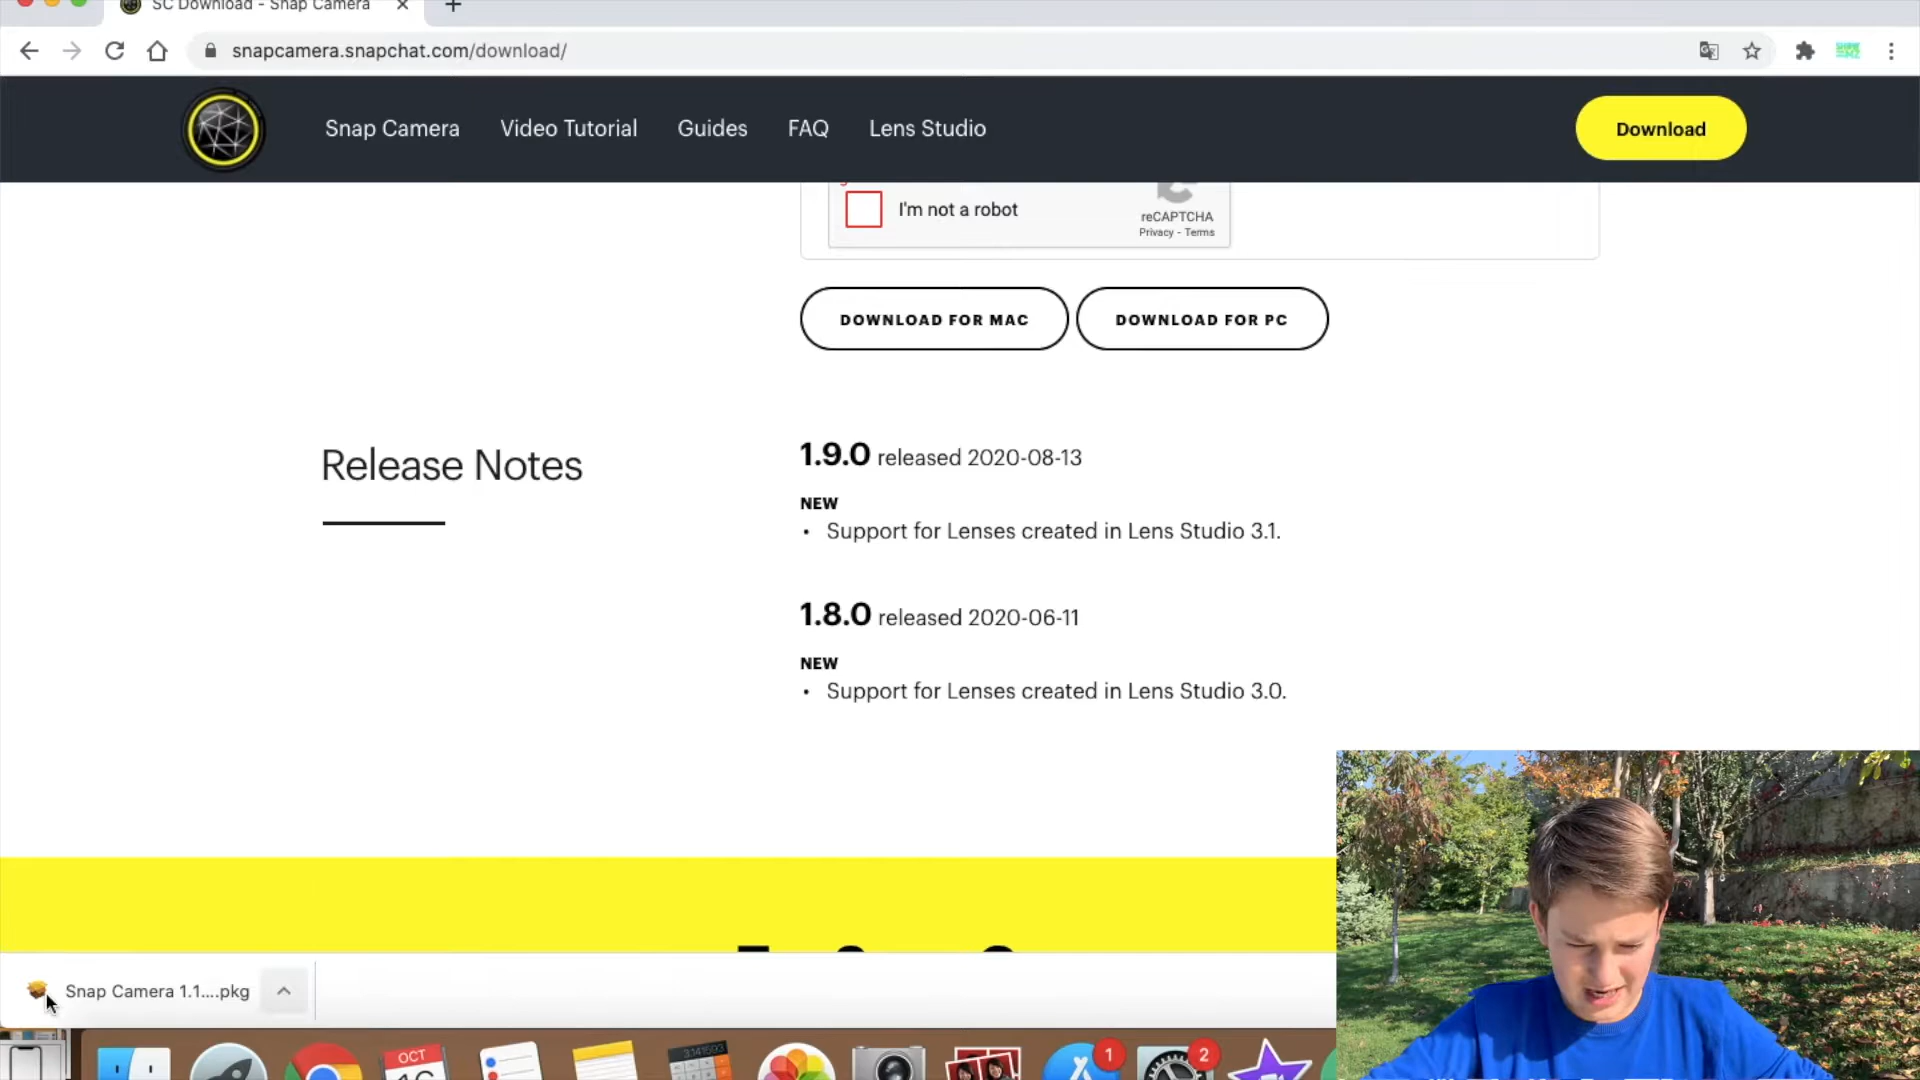 SC Download - Snap Camera
snapcamera.snapchat.com/download/
Snap Camera
Video Tutorial
Guides
FAQ
Lens Studio
Download
I'm not a robot
reCAPTCHA
Privacy - Terms
DOWNLOAD FOR MAC
DOWNLOAD FOR PC
Release Notes
1.9.0 released 2020-08-13
NEW
• Support for Lenses created in Lens Studio 3.1.
1.8.0 released 2020-06-11
NEW
• Support for Lenses created in Lens Studio 3.0.
Snap Camera 1.1....pkg
OCT
3.141593
1
2